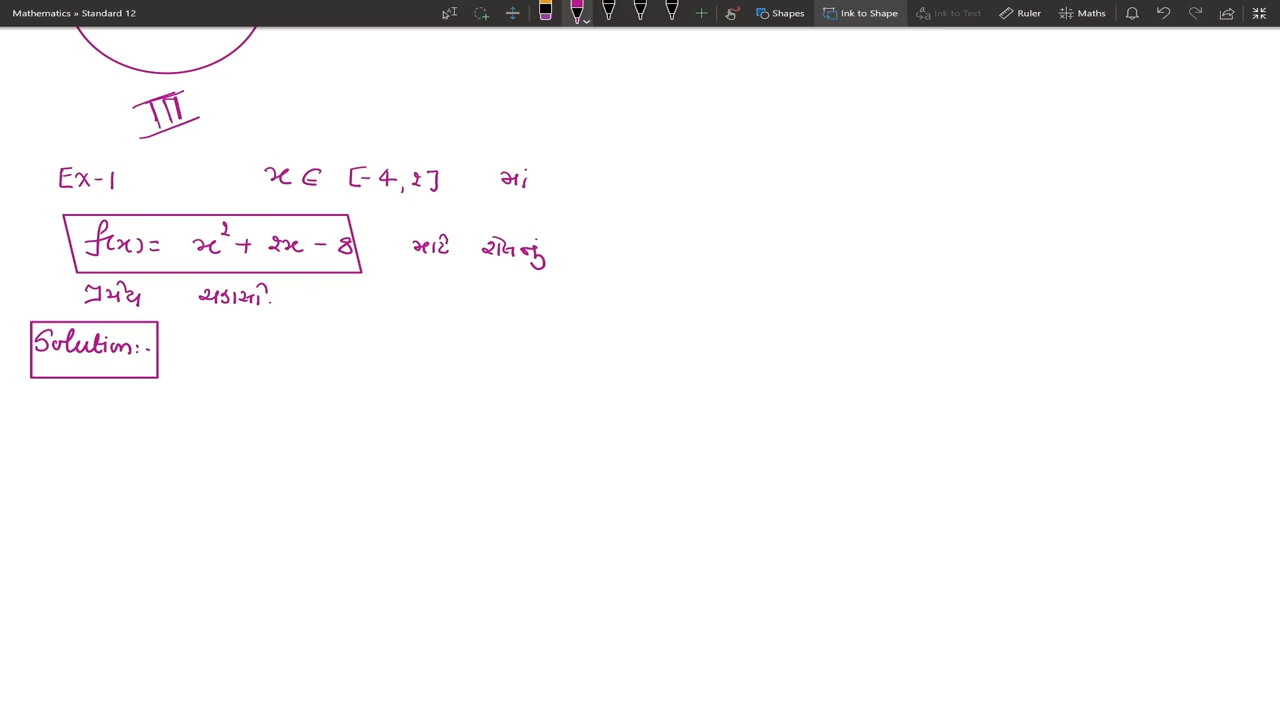 Mathematics » Standard 12
Shapes Ink to Shape Ink to Text Ruler Maths
III
Ex-1 x ∈ [-4, 2] માં
f(x) = x² + 2x - 8 માટે રોલનું
પ્રમેય ચકાસો.
Solution:-